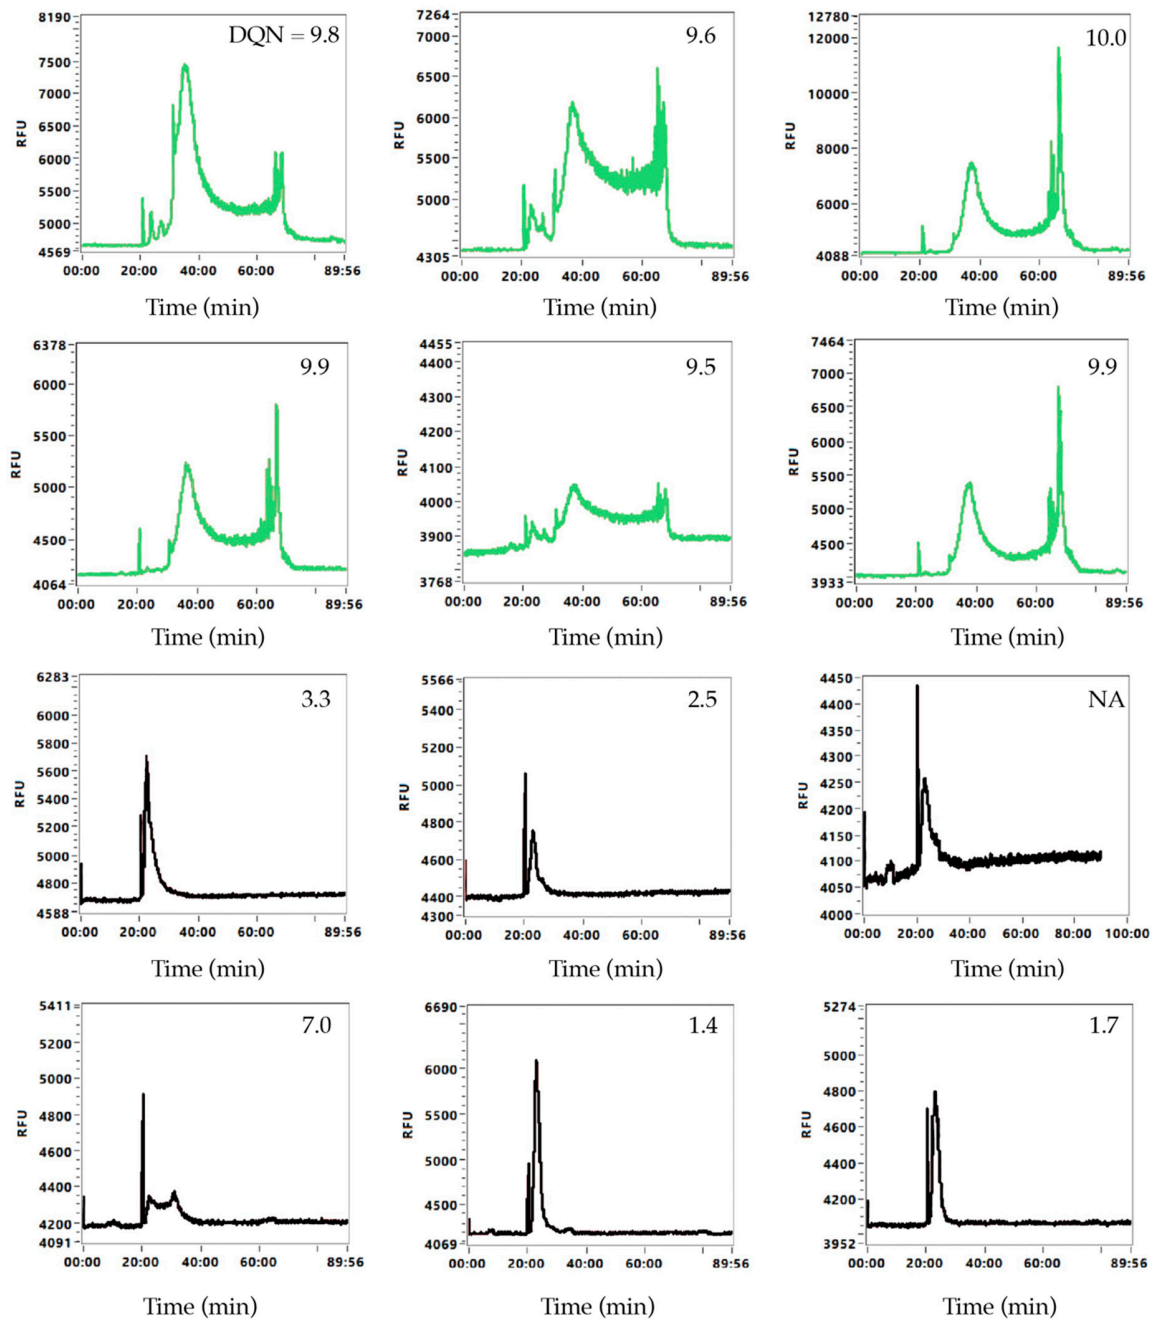 8190
DQN = 9.8
7500
7000
6500
6000
5500
5000
4569
RFU
00:00 20:00 40:00 60:00 89:56
Time (min)
7264
9.6
7000
6500
6000
5500
5000
4305
RFU
00:00 20:00 40:00 60:00 89:56
Time (min)
12780
10.0
12000
10000
8000
6000
4088
RFU
00:00 20:00 40:00 60:00 89:56
Time (min)
6378
9.9
6000
5500
5000
4500
4064
RFU
00:00 20:00 40:00 60:00 89:56
Time (min)
4455
9.5
4400
4300
4200
4100
4000
3900
3768
RFU
00:00 20:00 40:00 60:00 89:56
Time (min)
7464
9.9
7000
6500
6000
5500
5000
4500
3933
RFU
00:00 20:00 40:00 60:00 89:56
Time (min)
6283
3.3
6000
5800
5600
5400
5200
5000
4800
4588
RFU
00:00 20:00 40:00 60:00 89:56
Time (min)
5566
2.5
5400
5200
5000
4800
4600
4400
4300
RFU
00:00 20:00 40:00 60:00 89:56
Time (min)
4450
NA
4400
4350
4300
4250
4200
4150
4100
4050
4000
RFU
00:00 20:00 40:00 60:00 80:00 100:00
Time (min)
5411
7.0
5200
5000
4800
4600
4400
4200
4091
RFU
00:00 20:00 40:00 60:00 89:56
Time (min)
6690
1.4
6000
5500
5000
4500
4069
RFU
00:00 20:00 40:00 60:00 89:56
Time (min)
5274
1.7
5000
4800
4600
4400
4200
3952
RFU
00:00 20:00 40:00 60:00 89:56
Time (min)